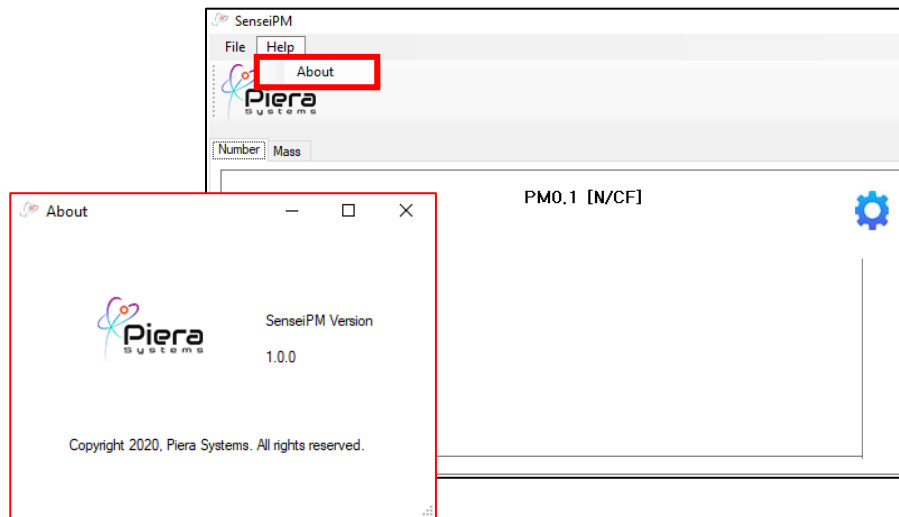 SenseiPM
File Help
About
Piera
Systems
Number Mass
PM0.1 [N/CF]
About
Piera
Systems
SenseiPM Version
1.0.0
Copyright 2020, Piera Systems. All rights reserved.